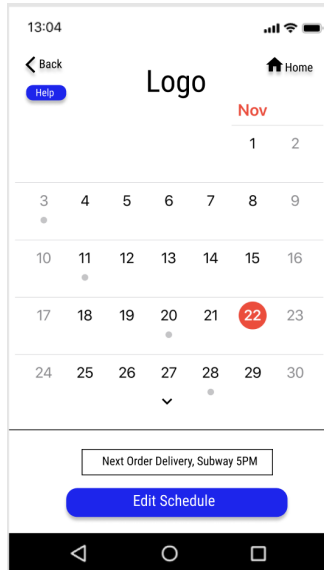 13:04
Back
Home
Help
Logo
Nov
1 2
3 4 5 6 7 8 9
10 11 12 13 14 15 16
17 18 19 20 21 22 23
24 25 26 27 28 29 30
Next Order Delivery, Subway 5PM
Edit Schedule